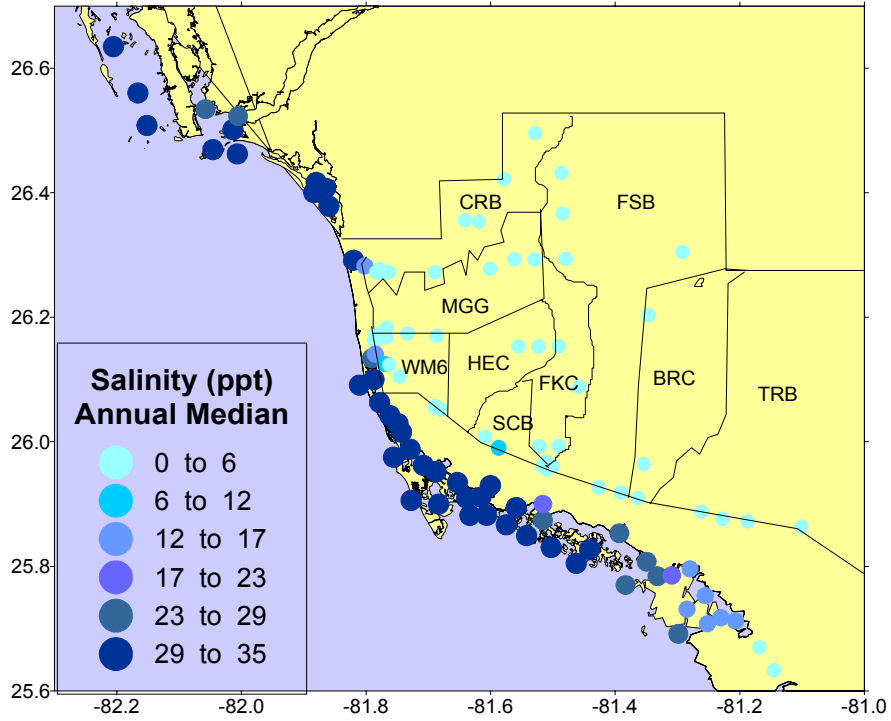 26.6
26.4
26.2
26.0
25.8
25.6
-82.2
-82.0
-81.8
-81.6
-81.4
-81.2
-81.0
CRB
FSB
MGG
WM6
HEC
FKC
SCB
BRC
TRB
Salinity (ppt)
Annual Median
0 to 6
6 to 12
12 to 17
17 to 23
23 to 29
29 to 35